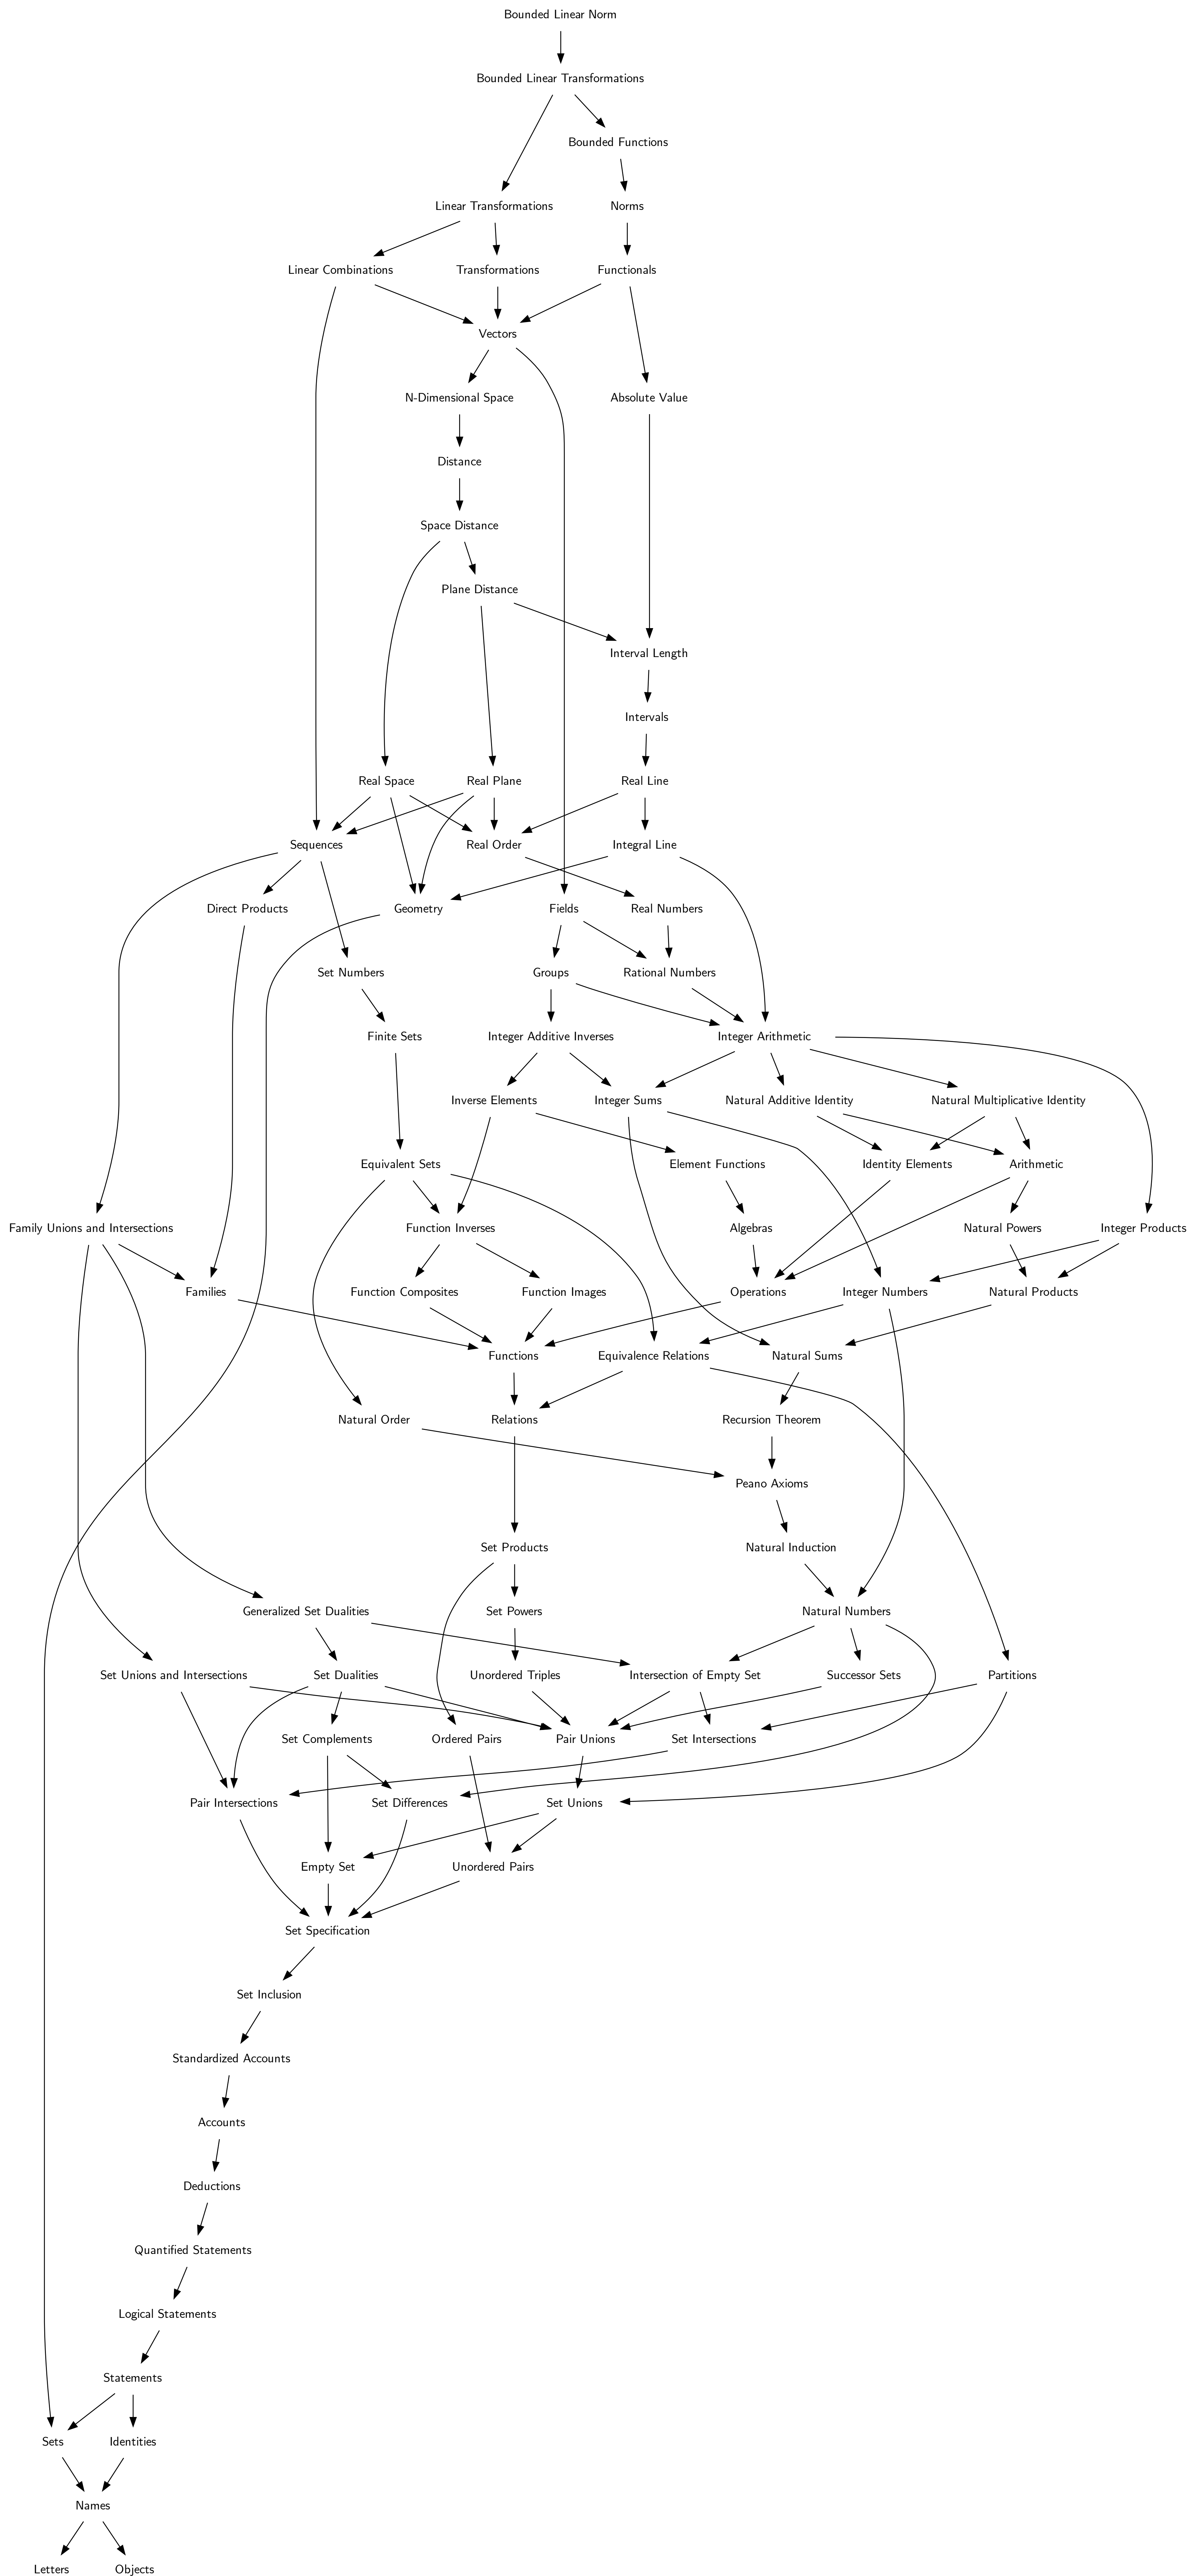 Bounded Linear Norm
Bounded Linear Transformations
Bounded Functions
Linear Transformations
Norms
Linear Combinations
Transformations
Functionals
Vectors
N-Dimensional Space
Absolute Value
Distance
Space Distance
Plane Distance
Interval Length
Intervals
Real Space
Real Plane
Real Line
Sequences
Real Order
Integral Line
Direct Products
Geometry
Fields
Real Numbers
Set Numbers
Groups
Rational Numbers
Finite Sets
Integer Additive Inverses
Integer Arithmetic
Inverse Elements
Integer Sums
Natural Additive Identity
Natural Multiplicative Identity
Equivalent Sets
Element Functions
Identity Elements
Arithmetic
Family Unions and Intersections
Function Inverses
Algebras
Natural Powers
Integer Products
Families
Function Composites
Function Images
Operations
Integer Numbers
Natural Products
Functions
Equivalence Relations
Natural Sums
Natural Order
Relations
Recursion Theorem
Peano Axioms
Set Products
Natural Induction
Generalized Set Dualities
Set Powers
Natural Numbers
Set Unions and Intersections
Set Dualities
Unordered Triples
Intersection of Empty Set
Successor Sets
Partitions
Set Complements
Ordered Pairs
Pair Unions
Set Intersections
Pair Intersections
Set Differences
Set Unions
Empty Set
Unordered Pairs
Set Specification
Set Inclusion
Standardized Accounts
Accounts
Deductions
Quantified Statements
Logical Statements
Statements
Sets
Identities
Names
Letters
Objects